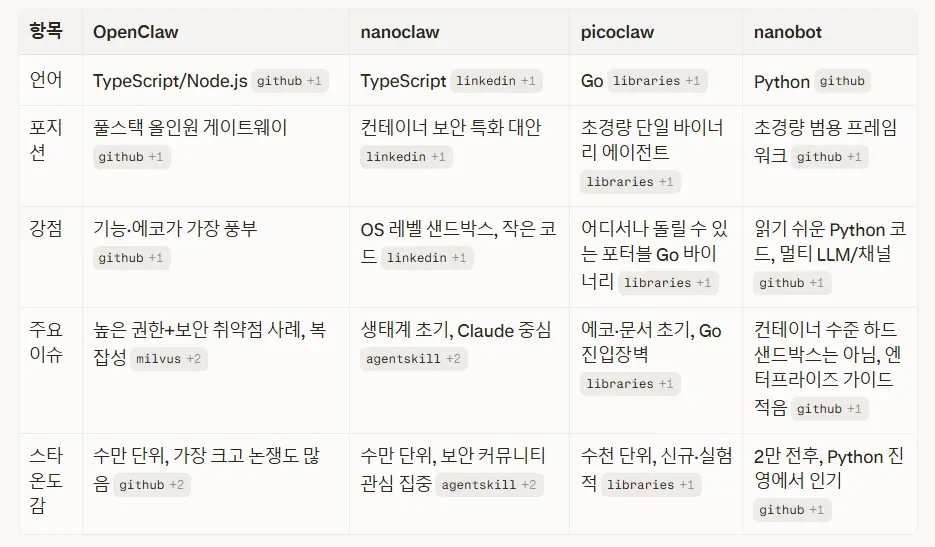 항목 OpenClaw nanoclaw picoclaw nanobot
언어 TypeScript/Node.js github +1 TypeScript linkedin +1 Go libraries +1 Python github
포지
션
풀스택 올인원 게이트웨이
github +1
컨테이너 보안 특화 대안
linkedin +1
초경량 단일 바이너
리 에이전트
libraries +1
초경량 범용 프레임
워크 github +1
강점
기능·에코가 가장 풍부
github +1
OS 레벨 샌드박스, 작은 코
드 linkedin +1
어디서나 돌릴 수 있
는 포터블 Go 바이
너리 libraries +1
읽기 쉬운 Python 코
드, 멀티 LLM/채널
github +1
주요
이슈
높은 권한+보안 취약점 사례, 복
잡성 milvus +2
생태계 초기, Claude 중심
agentskill +2
에코·문서 초기, Go
진입장벽
libraries +1
컨테이너 수준 하드
샌드박스는 아님, 엔
터프라이즈 가이드
적음 github +1
스타
온도
감
수만 단위, 가장 크고 논쟁도 많
음 github +2
수만 단위, 보안 커뮤니티
관심 집중 agentskill +2
수천 단위, 신규·실험
적 libraries +1
2만 전후, Python 진
영에서 인기
github +1